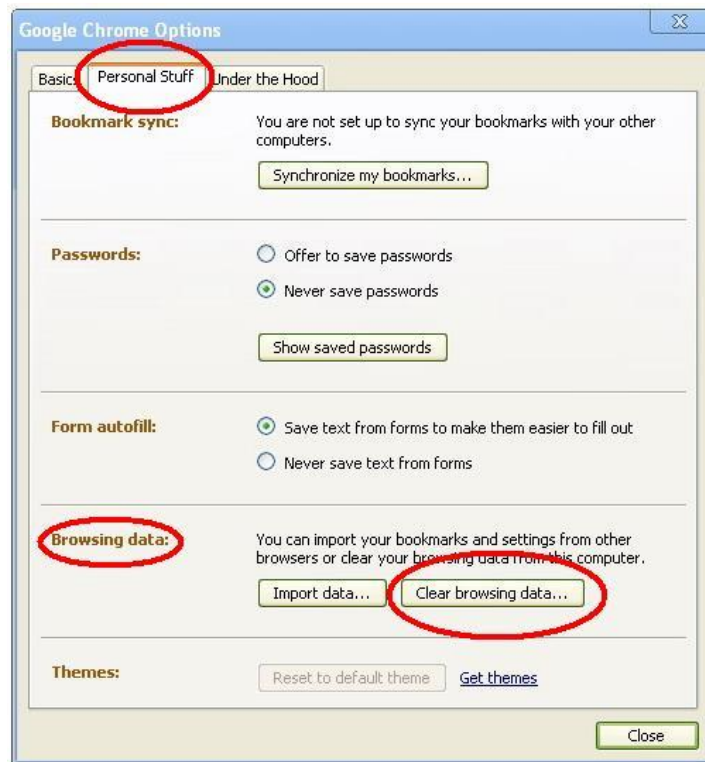 Google Chrome Options
Basics Personal Stuff Under the Hood
Bookmark sync: You are not set up to sync your bookmarks with your other
computers.
Synchronize my bookmarks...
Passwords: Offer to save passwords
Never save passwords
Show saved passwords
Form autofill: Save text from forms to make them easier to fill out
Never save text from forms
Browsing data: You can import your bookmarks and settings from other
browsers or clear your browsing data from this computer.
Import data... Clear browsing data...
Themes: Reset to default theme Get themes
Close